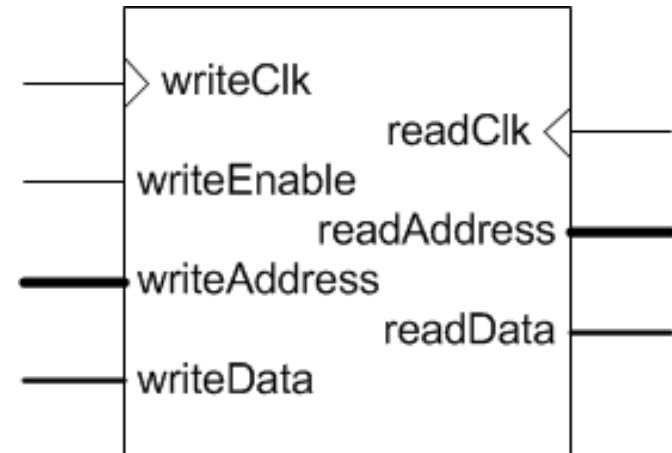 writeClk
readClk
writeEnable
readAddress
writeAddress
readData
writeData